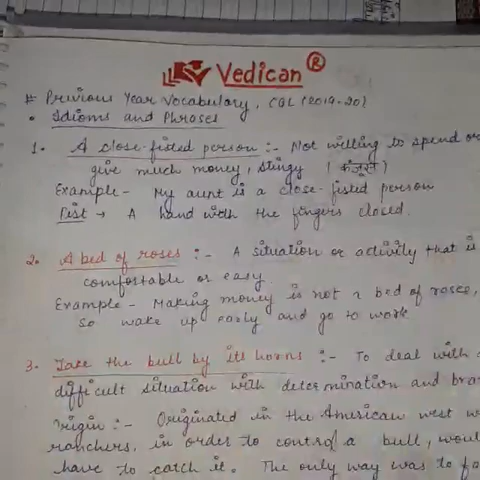 Vedican ®
# Previous Year Vocabulary, CGL (2019-20)
• Idioms and Phrases
1. A close-fisted person :- Not willing to spend or
give much money, stingy (कंजूस)
Example - My aunt is a close-fisted person
Fist → A hand with the fingers closed.
2. A bed of roses :- A situation or activity that is
comfortable or easy.
Example - Making money is not a bed of roses,
so wake up early and go to work
3. Take the bull by its horns :- To deal with a
difficult situation with determination and bra
Origin :- Originated in the American west w
ranchers, in order to control a bull, woul
have to catch it. The only way was to